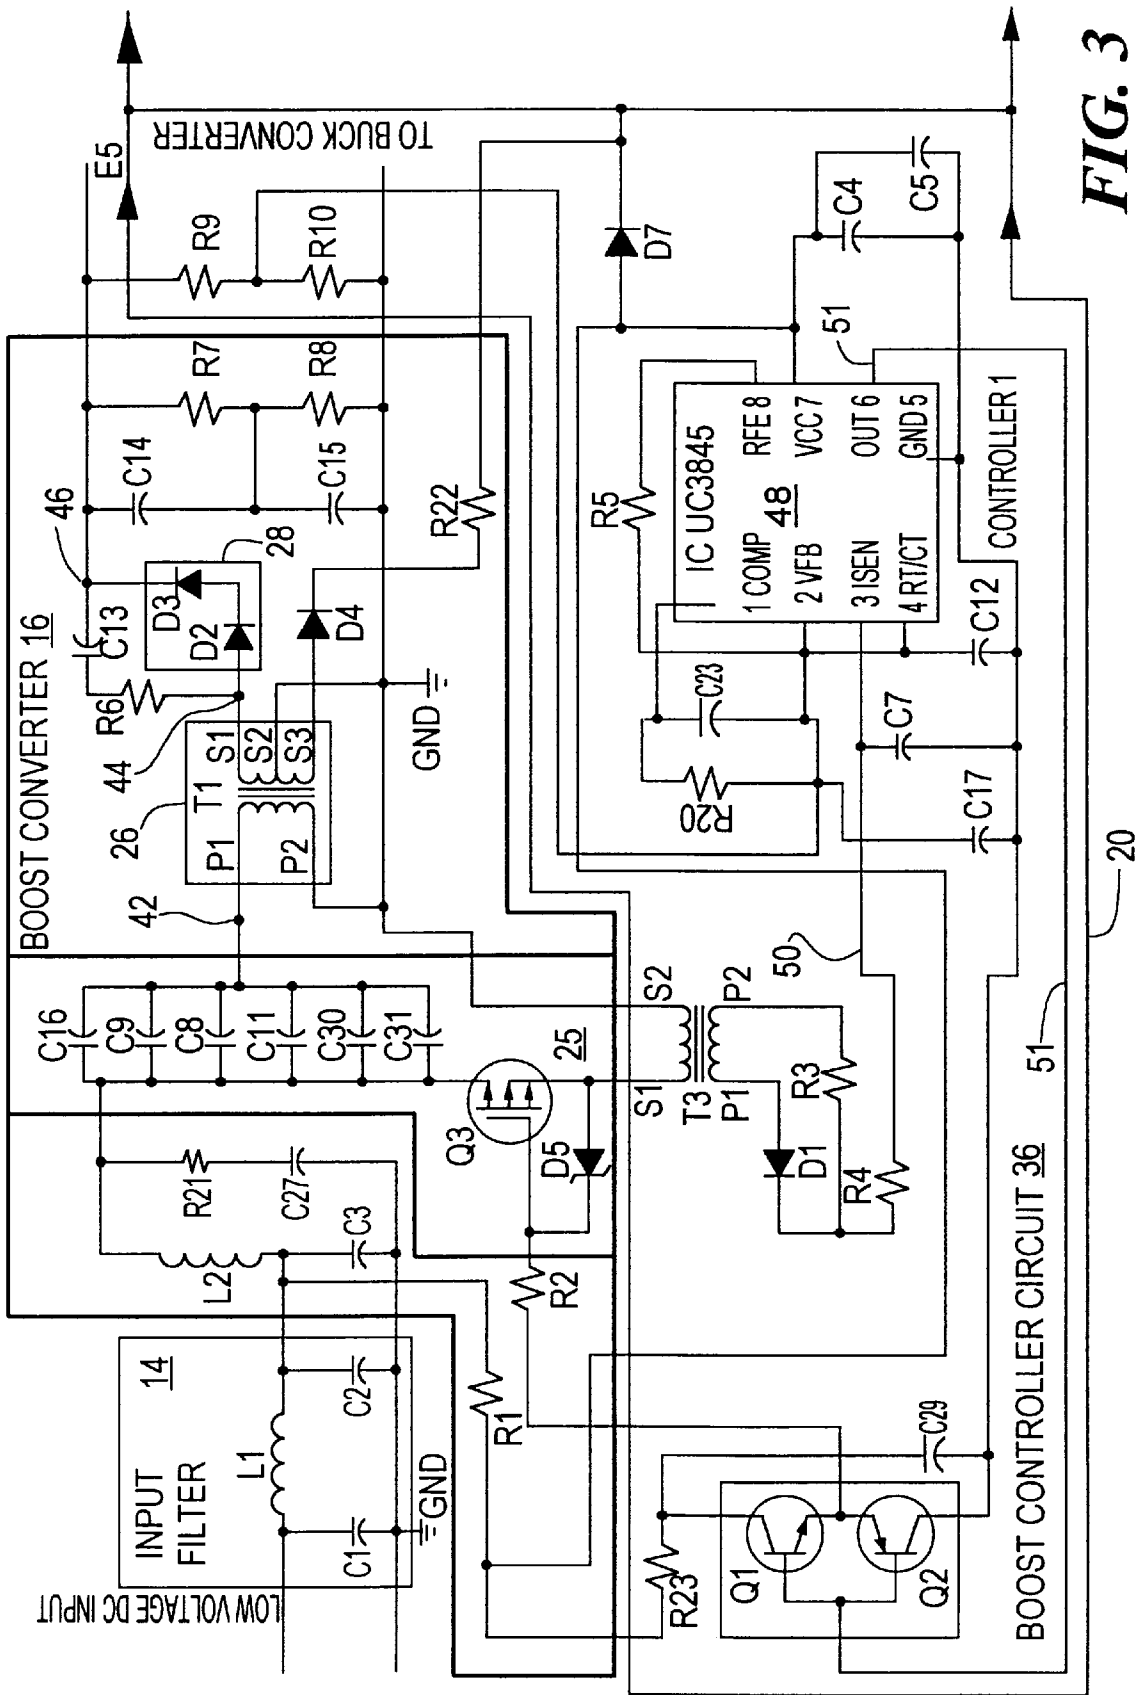 LOW VOLTAGE DC INPUT
INPUT
FILTER
14
L1
C1
C2
GND
L2
C3
R21
C27
C16
C9
C8
C11
C30
C31
Q3
25
D5
R2
R1
BOOST CONVERTER 16
42
26
T1
P1
P2
S1
S2
S3
44
R6
C13
46
D3
D2
28
D4
GND
C14
C15
R7
R8
R9
R10
E5
TO BUCK CONVERTER
R22
D7
S1
S2
T3
P1
P2
D1
R3
R4
50
R20
C23
R5
IC UC3845
48
1 COMP
2 VFB
3 ISEN
4 RT/CT
RFE 8
VCC 7
OUT 6
GND 5
51
C4
C5
CONTROLLER 1
C12
C7
C17
R23
Q1
Q2
C29
BOOST CONTROLLER CIRCUIT 36
51
20
FIG. 3